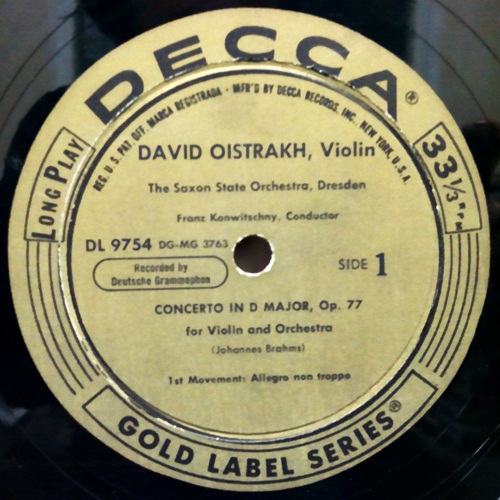 DECCA®
REG. U.S. PAT. OFF. MARCA REGISTRADA · MFR'D BY DECCA RECORDS, INC., NEW YORK, U.S.A.
LONG PLAY
33 1/3 RPM
DAVID OISTRAKH, Violin
The Saxon State Orchestra, Dresden
Franz Konwitschny, Conductor
DL 9754 DG-MG 3763
Recorded by
Deutsche Grammophon
SIDE 1
CONCERTO IN D MAJOR, Op. 77
for Violin and Orchestra
(Johannes Brahms)
1st Movement: Allegro non troppo
GOLD LABEL SERIES®